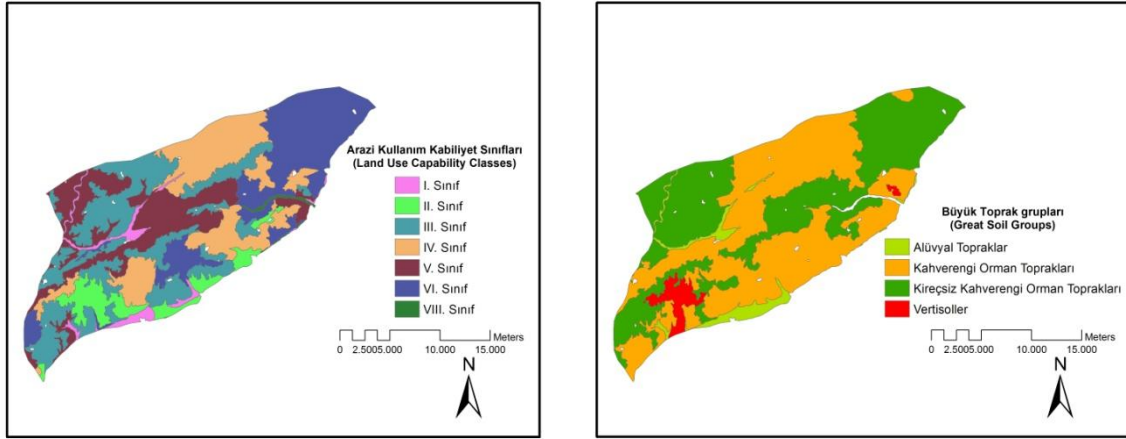 Arazi Kullanım Kabiliyet Sınıfları
(Land Use Capability Classes)
I. Sınıf
II. Sınıf
III. Sınıf
IV. Sınıf
V. Sınıf
VI. Sınıf
VIII. Sınıf
Meters
0 2.5005.000 10.000 15.000
N
Büyük Toprak grupları
(Great Soil Groups)
Alüvyal Topraklar
Kahverengi Orman Toprakları
Kireçsiz Kahverengi Orman Toprakları
Vertisoller
Meters
0 2.5005.000 10.000 15.000
N